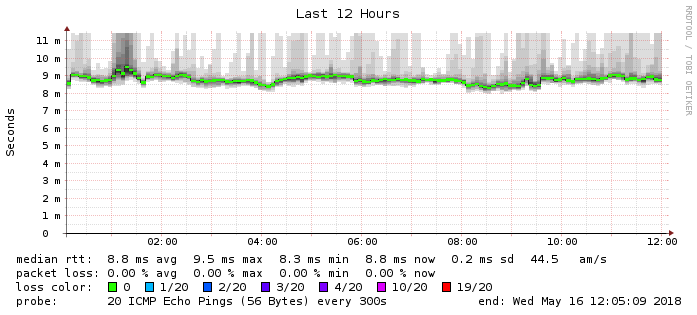 Last 12 Hours
RRDTOOL / TOBI OETIKER
Seconds
11 m
10 m
9 m
8 m
7 m
6 m
5 m
4 m
3 m
2 m
1 m
0
02:00 04:00 06:00 08:00 10:00 12:00
median rtt: 8.8 ms avg 9.5 ms max 8.3 ms min 8.8 ms now 0.2 ms sd 44.5 am/s
packet loss: 0.00 % avg 0.00 % max 0.00 % min 0.00 % now
loss color: 0 1/20 2/20 3/20 4/20 10/20 19/20
probe: 20 ICMP Echo Pings (56 Bytes) every 300s end: Wed May 16 12:05:09 2018